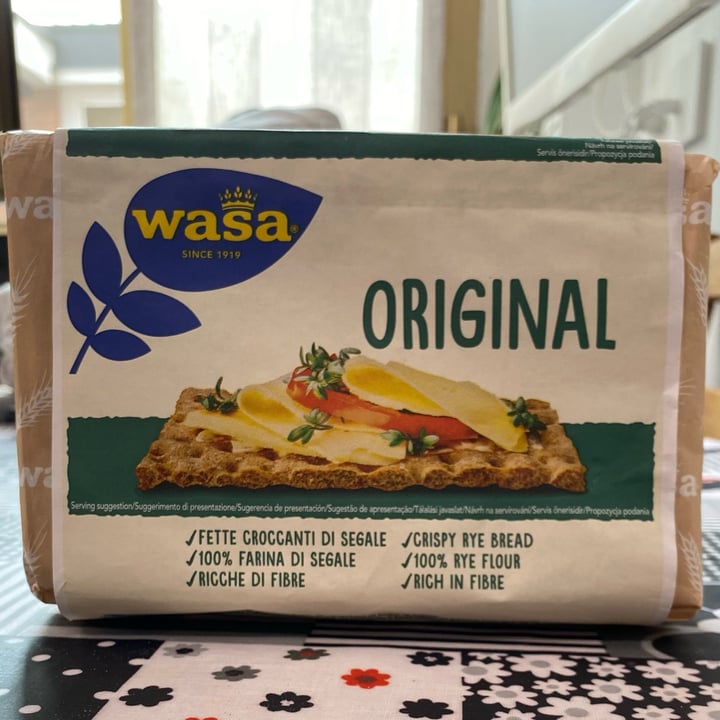 Návrh na servírování/
Servis önerisidir/Propozycja podania
wasa®
SINCE 1919
ORIGINAL
Serving suggestion/Suggerimento di presentazione/Sugerencia de presentación/Sugestão de apresentação/Tálalási javaslat/Návrh na servírování/Servis önerisidir/Propozycja podania
✓FETTE CROCCANTI DI SEGALE
✓100% FARINA DI SEGALE
✓RICCHE DI FIBRE
✓CRISPY RYE BREAD
✓100% RYE FLOUR
✓RICH IN FIBRE